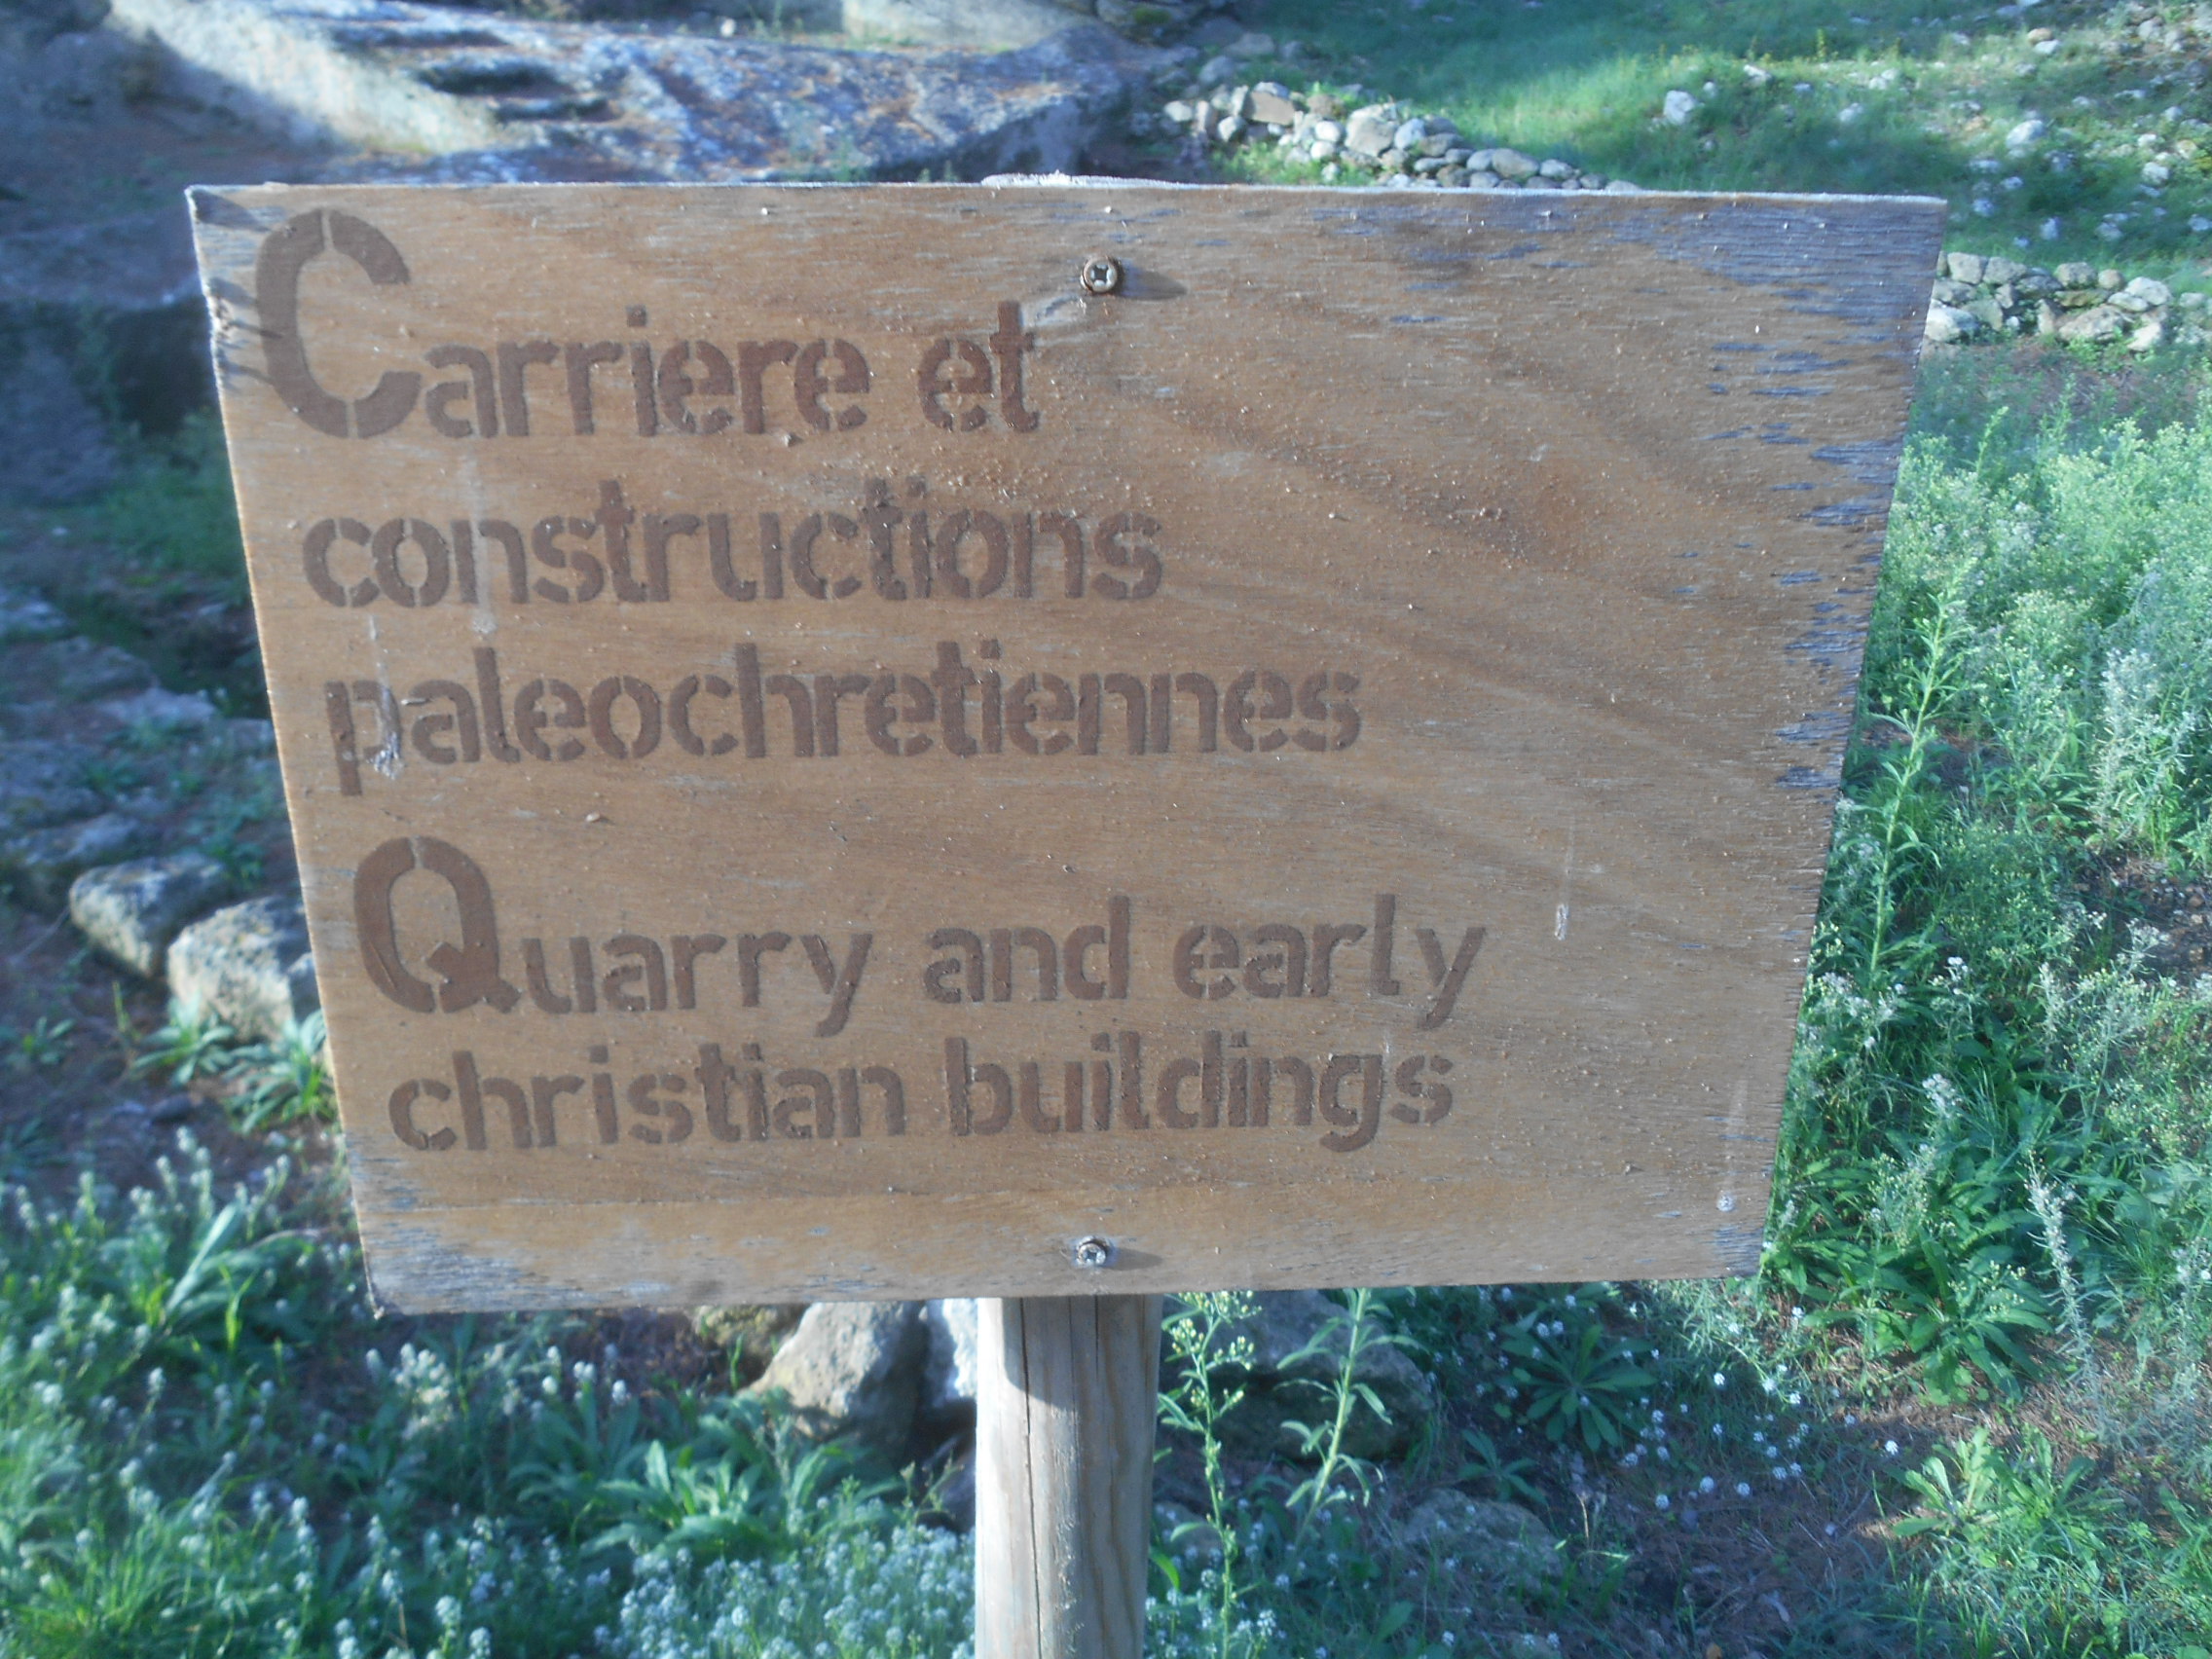 Carriere et
constructions
paleochretiennes
Quarry and early
christian buildings